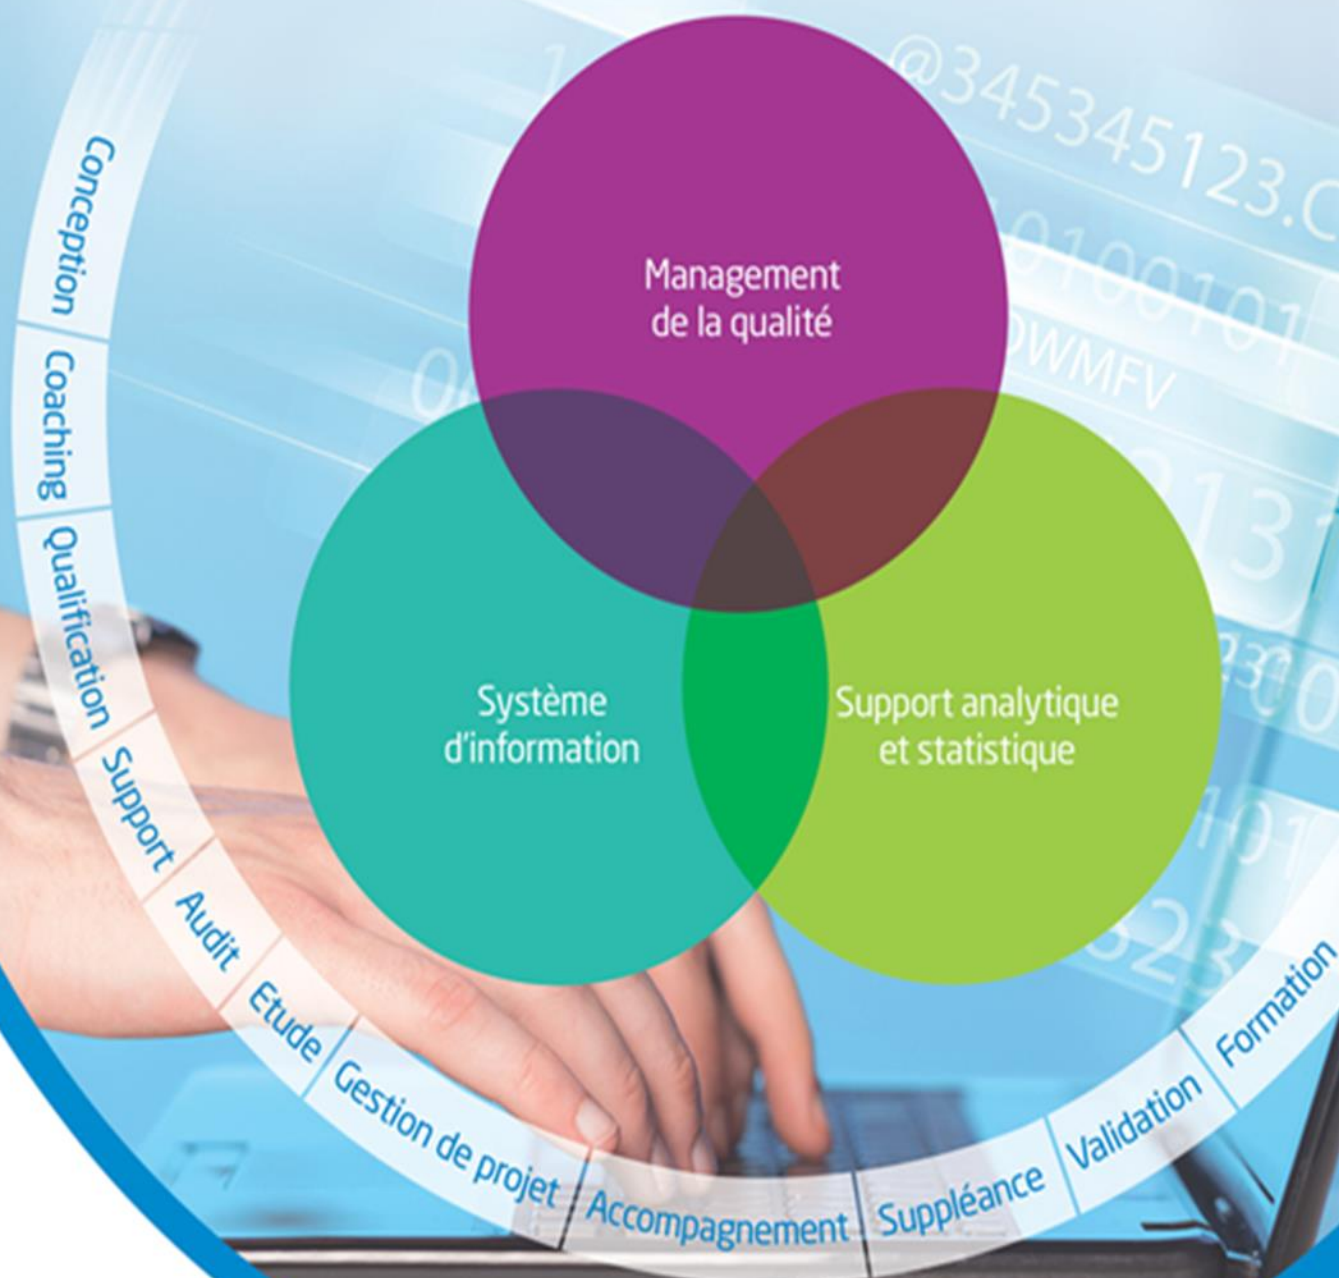 @345345123.C
Management
de la qualité
Système
d'information
Support analytique
et statistique
Conception
Coaching
Qualification
Support
Audit
Etude
Gestion de projet
Accompagnement
Suppléance
Validation
Formation